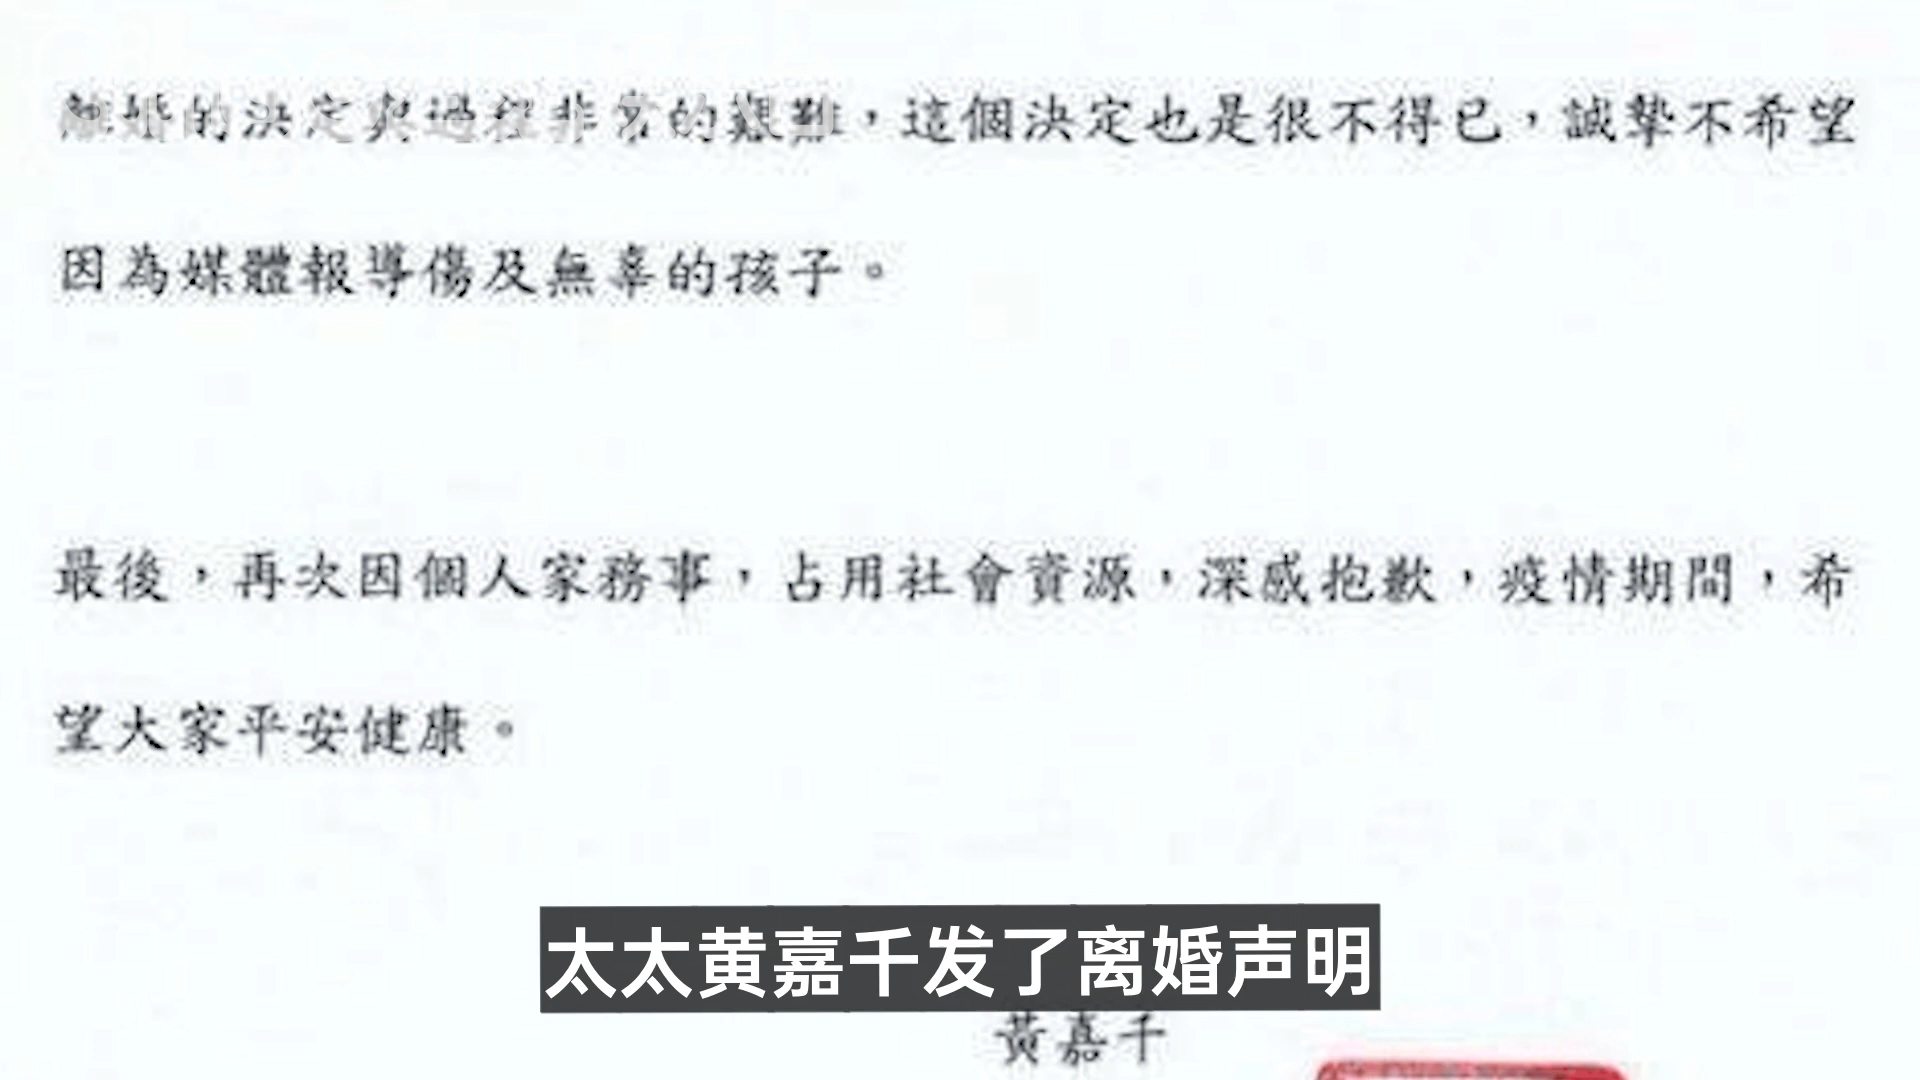 離婚的決定與過程非常的艱難，這個決定也是很不得已，誠摯不希望
因為媒體報導傷及無辜的孩子。
最後，再次因個人家務事，占用社會資源，深感抱歉，疫情期間，希
望大家平安健康。
太太黄嘉千发了离婚声明
黃嘉千